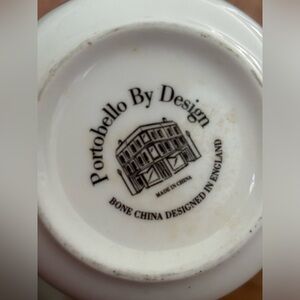 Portobello By Design
MADE IN CHINA
BONE CHINA DESIGNED IN ENGLAND